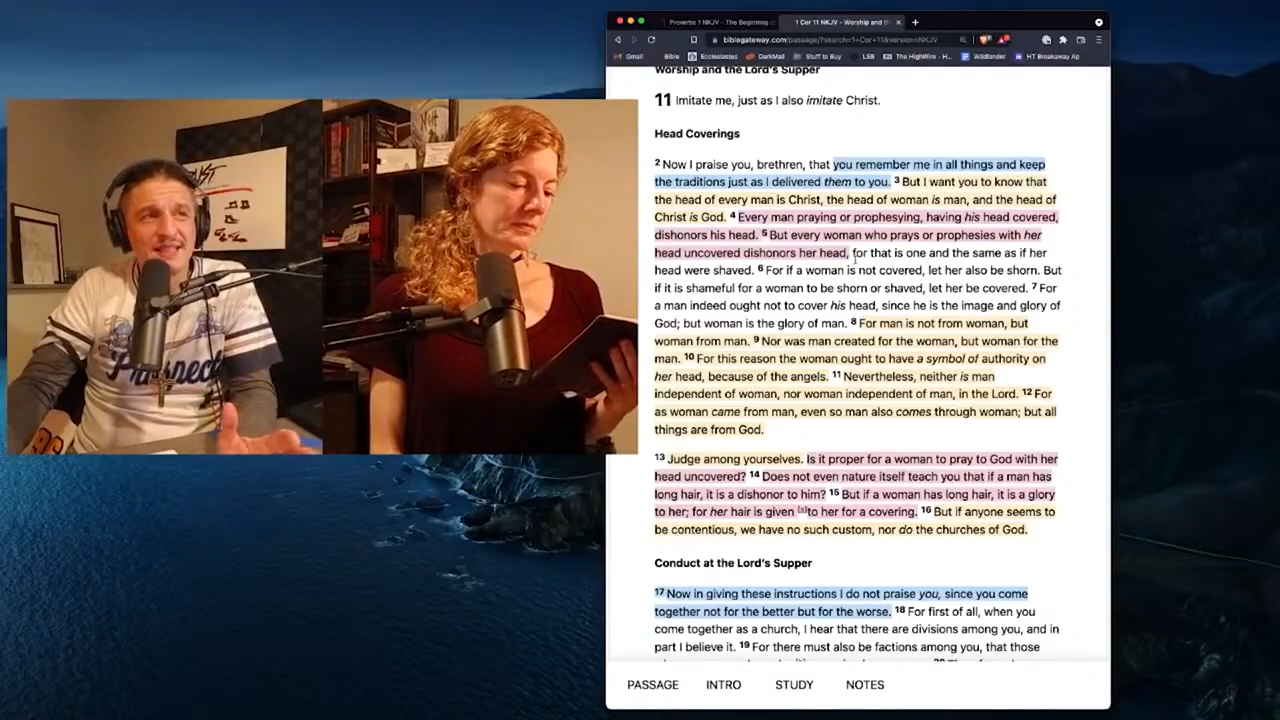 Proverbs 1 NKJV - The Beginning o
1 Cor 11 NKJV - Worship and th
biblegateway.com/passage/?search=1+Cor+11&version=NKJV
Gmail Bible Ecclesiastes DarkMail Stuff to Buy LSB The HighWire - H... Wildlander HT Breakaway Ap
Worship and the Lord's Supper
11 Imitate me, just as I also imitate Christ.
Head Coverings
2 Now I praise you, brethren, that you remember me in all things and keep
the traditions just as I delivered them to you. 3 But I want you to know that
the head of every man is Christ, the head of woman is man, and the head of
Christ is God. 4 Every man praying or prophesying, having his head covered,
dishonors his head. 5 But every woman who prays or prophesies with her
head uncovered dishonors her head, for that is one and the same as if her
head were shaved. 6 For if a woman is not covered, let her also be shorn. But
if it is shameful for a woman to be shorn or shaved, let her be covered. 7 For
a man indeed ought not to cover his head, since he is the image and glory of
God; but woman is the glory of man. 8 For man is not from woman, but
woman from man. 9 Nor was man created for the woman, but woman for the
man. 10 For this reason the woman ought to have a symbol of authority on
her head, because of the angels. 11 Nevertheless, neither is man
independent of woman, nor woman independent of man, in the Lord. 12 For
as woman came from man, even so man also comes through woman; but all
things are from God.
13 Judge among yourselves. Is it proper for a woman to pray to God with her
head uncovered? 14 Does not even nature itself teach you that if a man has
long hair, it is a dishonor to him? 15 But if a woman has long hair, it is a glory
to her; for her hair is given [a]to her for a covering. 16 But if anyone seems to
be contentious, we have no such custom, nor do the churches of God.
Conduct at the Lord's Supper
17 Now in giving these instructions I do not praise you, since you come
together not for the better but for the worse. 18 For first of all, when you
come together as a church, I hear that there are divisions among you, and in
part I believe it. 19 For there must also be factions among you, that those
PASSAGE INTRO STUDY NOTES